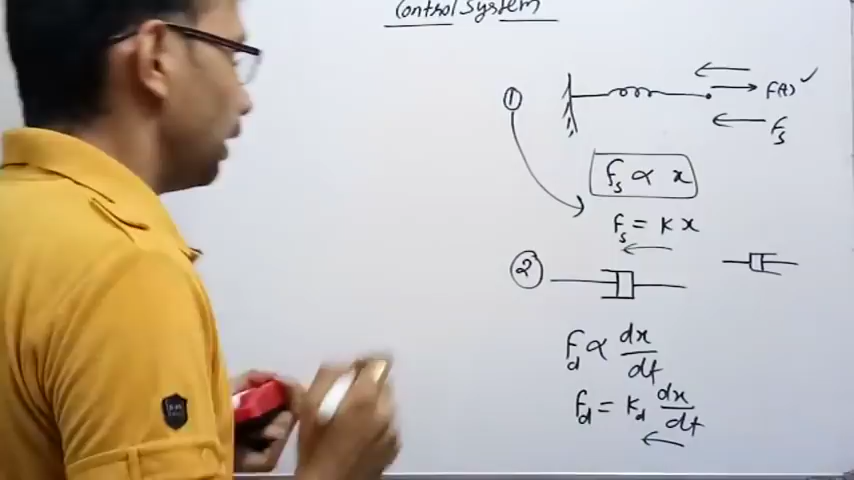 Control System
① F(t) ✓
Fs
Fs ∝ x
Fs = Kx
②
Fd ∝ dx/dt
Fd = Kd dx/dt